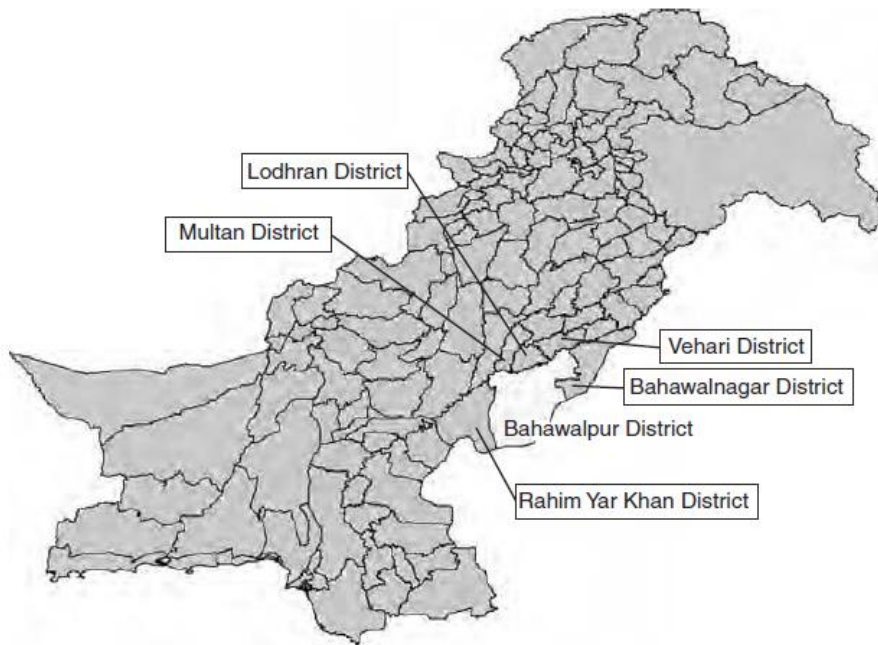 Lodhran District
Multan District
Vehari District
Bahawalnagar District
Bahawalpur District
Rahim Yar Khan District